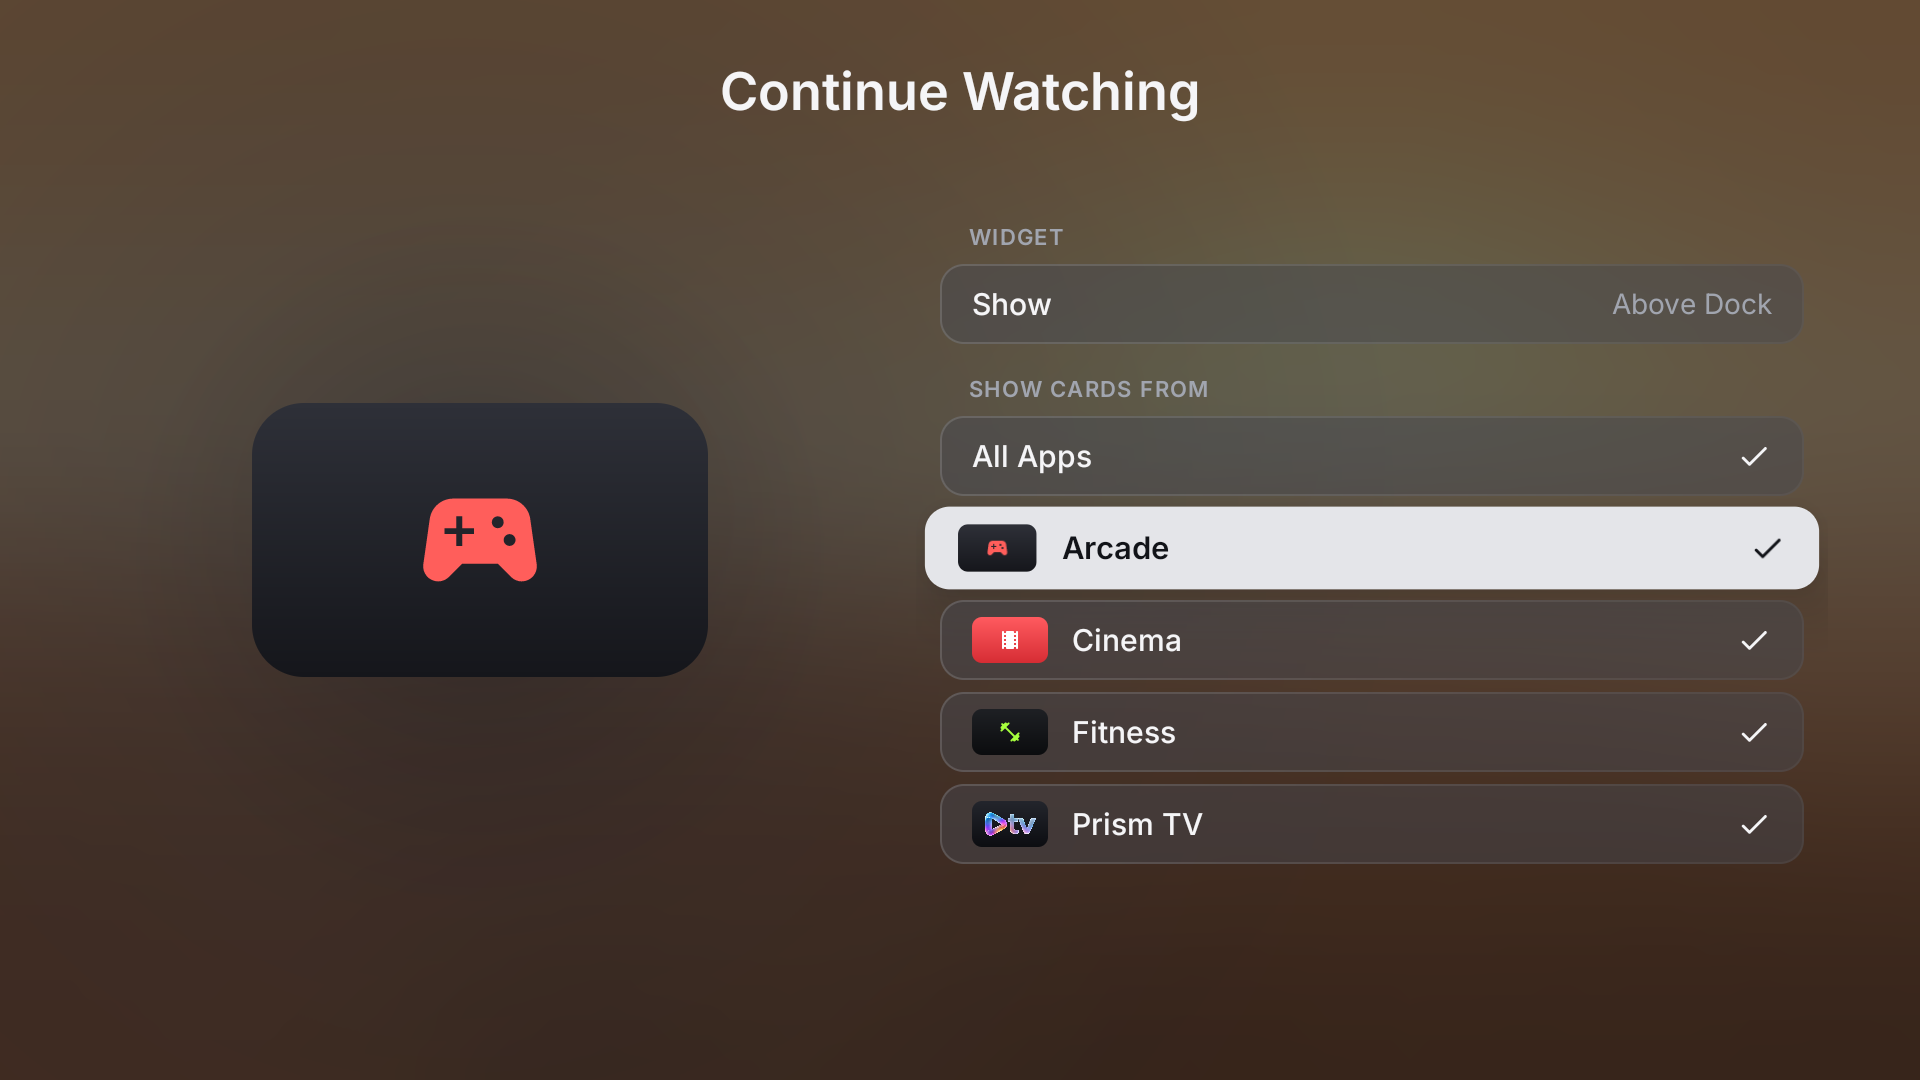 Continue Watching
WIDGET
Show
Above Dock
SHOW CARDS FROM
All Apps
Arcade
Cinema
Fitness
tv
Prism TV